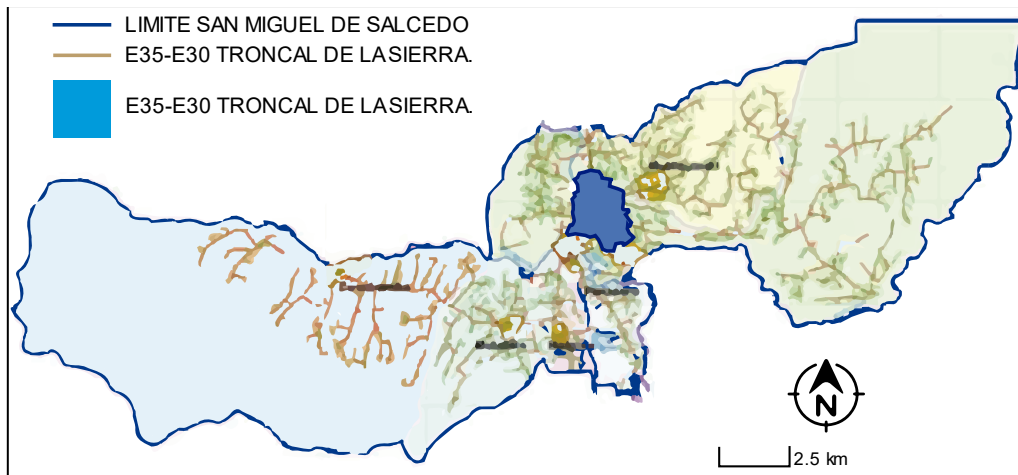 LIMITE SAN MIGUEL DE SALCEDO
E35-E30 TRONCAL DE LASIERRA.
E35-E30 TRONCAL DE LASIERRA.
N
2.5 km